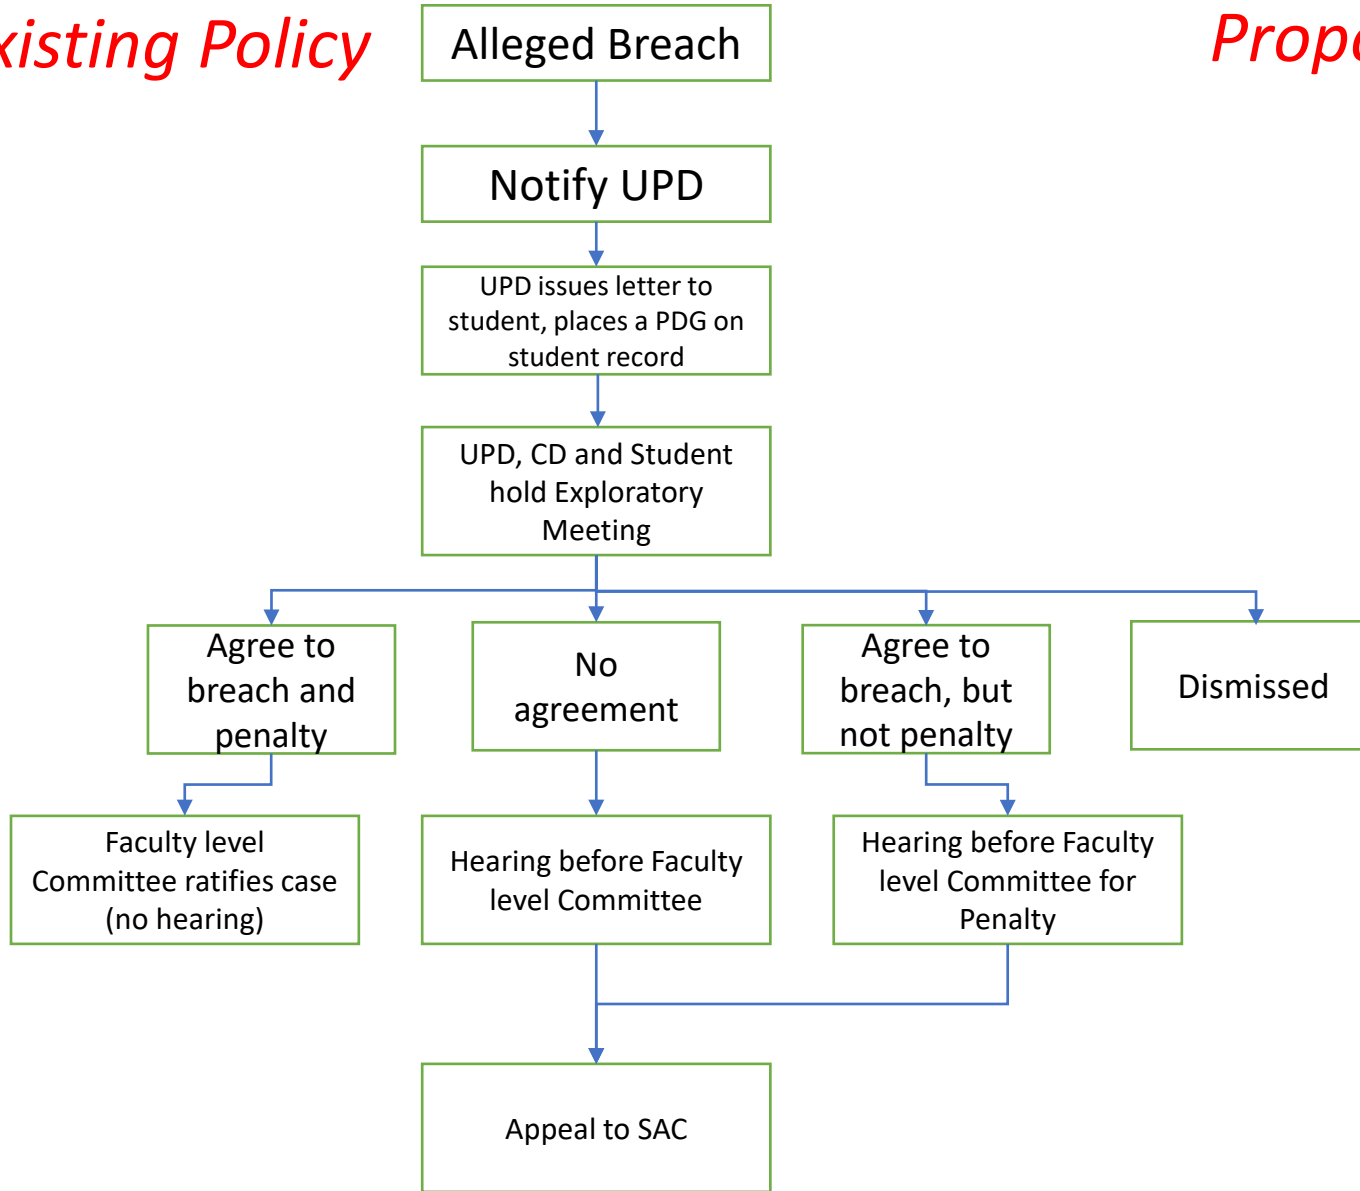 xisting Policy
Alleged Breach
Prop
Notify UPD
UPD issues letter to
student, places a PDG on
student record
UPD, CD and Student
hold Exploratory
Meeting
Agree to
breach and
penalty
No
agreement
Agree to
breach, but
not penalty
Dismissed
Faculty level
Committee ratifies case
(no hearing)
Hearing before Faculty
level Committee
Hearing before Faculty
level Committee for
Penalty
Appeal to SAC